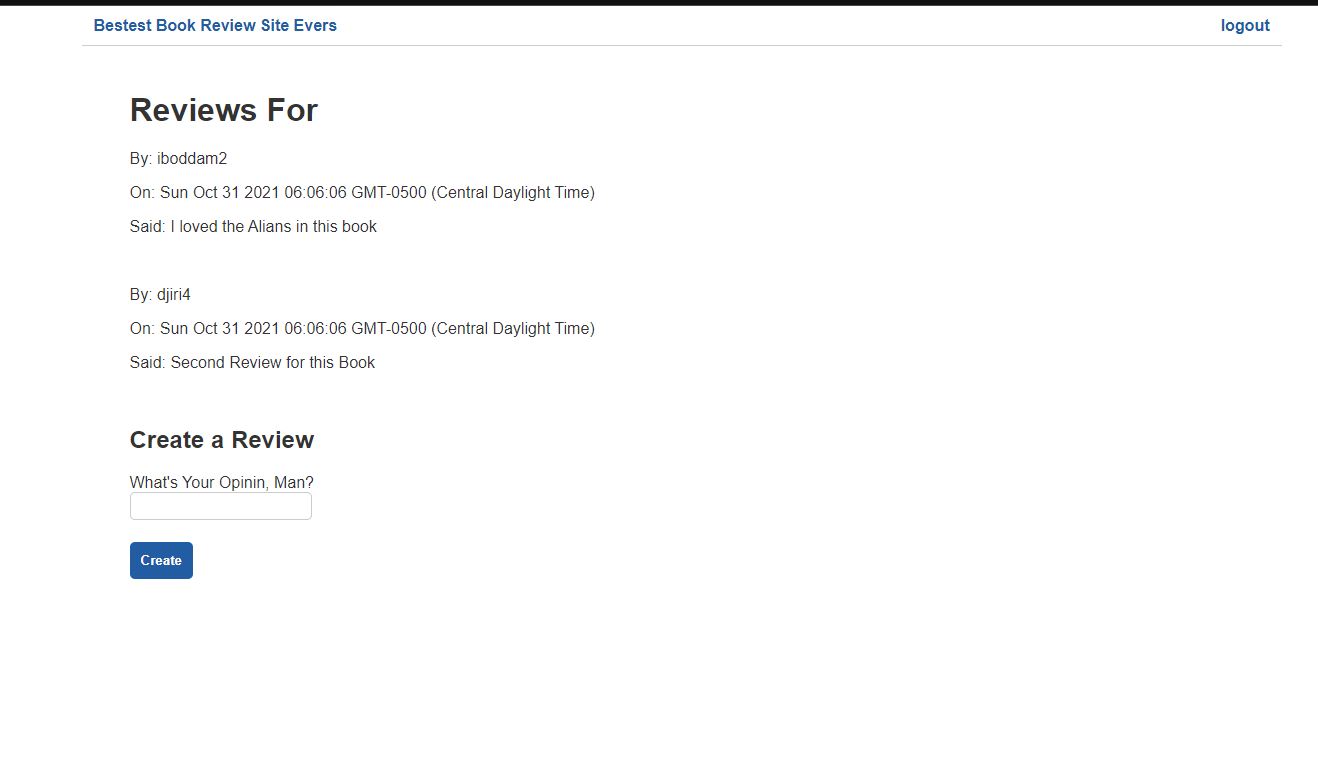 Bestest Book Review Site Evers
logout
Reviews For
By: iboddam2
On: Sun Oct 31 2021 06:06:06 GMT-0500 (Central Daylight Time)
Said: I loved the Alians in this book
By: djiri4
On: Sun Oct 31 2021 06:06:06 GMT-0500 (Central Daylight Time)
Said: Second Review for this Book
Create a Review
What's Your Opinin, Man?
Create